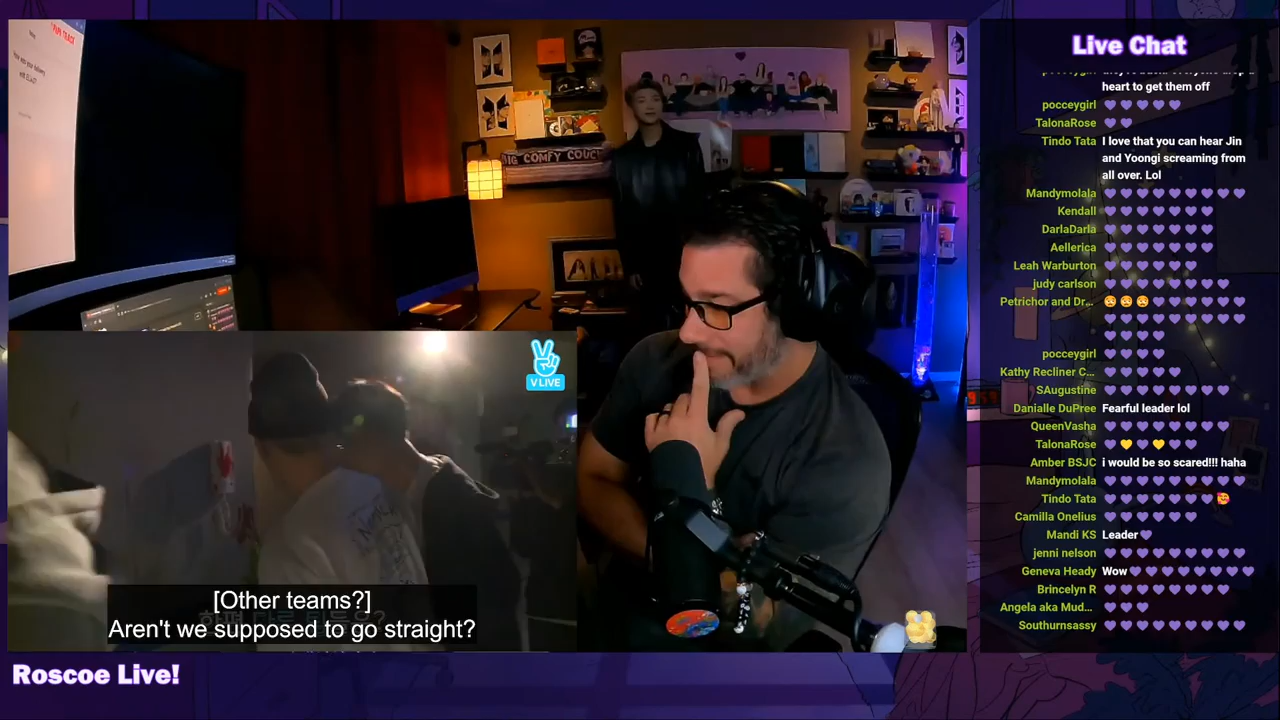 Live Chat
heart to get them off
pocceygirl
TalonaRose
Tindo Tata I love that you can hear Jin
and Yoongi screaming from
all over. Lol
Mandymolala
Kendall
DarlaDarla
Aellerica
Leah Warburton
judy carlson
Petrichor and Dr...
pocceygirl
Kathy Recliner C...
SAugustine
Danialle DuPree Fearful leader lol
QueenVasha
TalonaRose
Amber BSJC i would be so scared!!! haha
Mandymolala
Tindo Tata
Camilla Onelius
Mandi KS Leader
jenni nelson
Geneva Heady Wow
Brincelyn R
Angela aka Mud...
Southurnsassy
BIG COMFY COUCH
V LIVE
[Other teams?]
Aren't we supposed to go straight?
Roscoe Live!